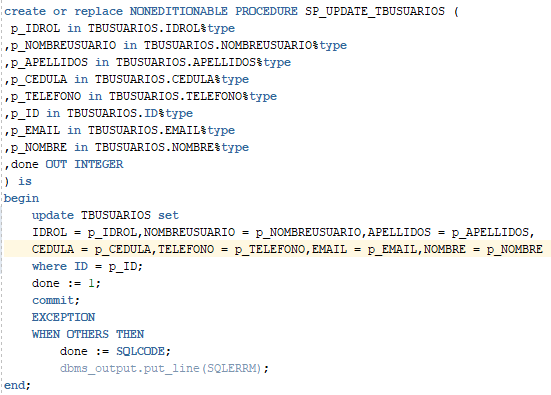 create or replace NONEDITIONABLE PROCEDURE SP_UPDATE_TBUSUARIOS (
p_IDROL in TBUSUARIOS.IDROL%type
,p_NOMBREUSUARIO in TBUSUARIOS.NOMBREUSUARIO%type
,p_APELLIDOS in TBUSUARIOS.APELLIDOS%type
,p_CEDULA in TBUSUARIOS.CEDULA%type
,p_TELEFONO in TBUSUARIOS.TELEFONO%type
,p_ID in TBUSUARIOS.ID%type
,p_EMAIL in TBUSUARIOS.EMAIL%type
,p_NOMBRE in TBUSUARIOS.NOMBRE%type
,done OUT INTEGER
) is
begin
update TBUSUARIOS set
IDROL = p_IDROL,NOMBREUSUARIO = p_NOMBREUSUARIO,APELLIDOS = p_APELLIDOS,
CEDULA = p_CEDULA,TELEFONO = p_TELEFONO,EMAIL = p_EMAIL,NOMBRE = p_NOMBRE
where ID = p_ID;
done := 1;
commit;
EXCEPTION
WHEN OTHERS THEN
done := SQLCODE;
dbms_output.put_line(SQLERRM);
end;